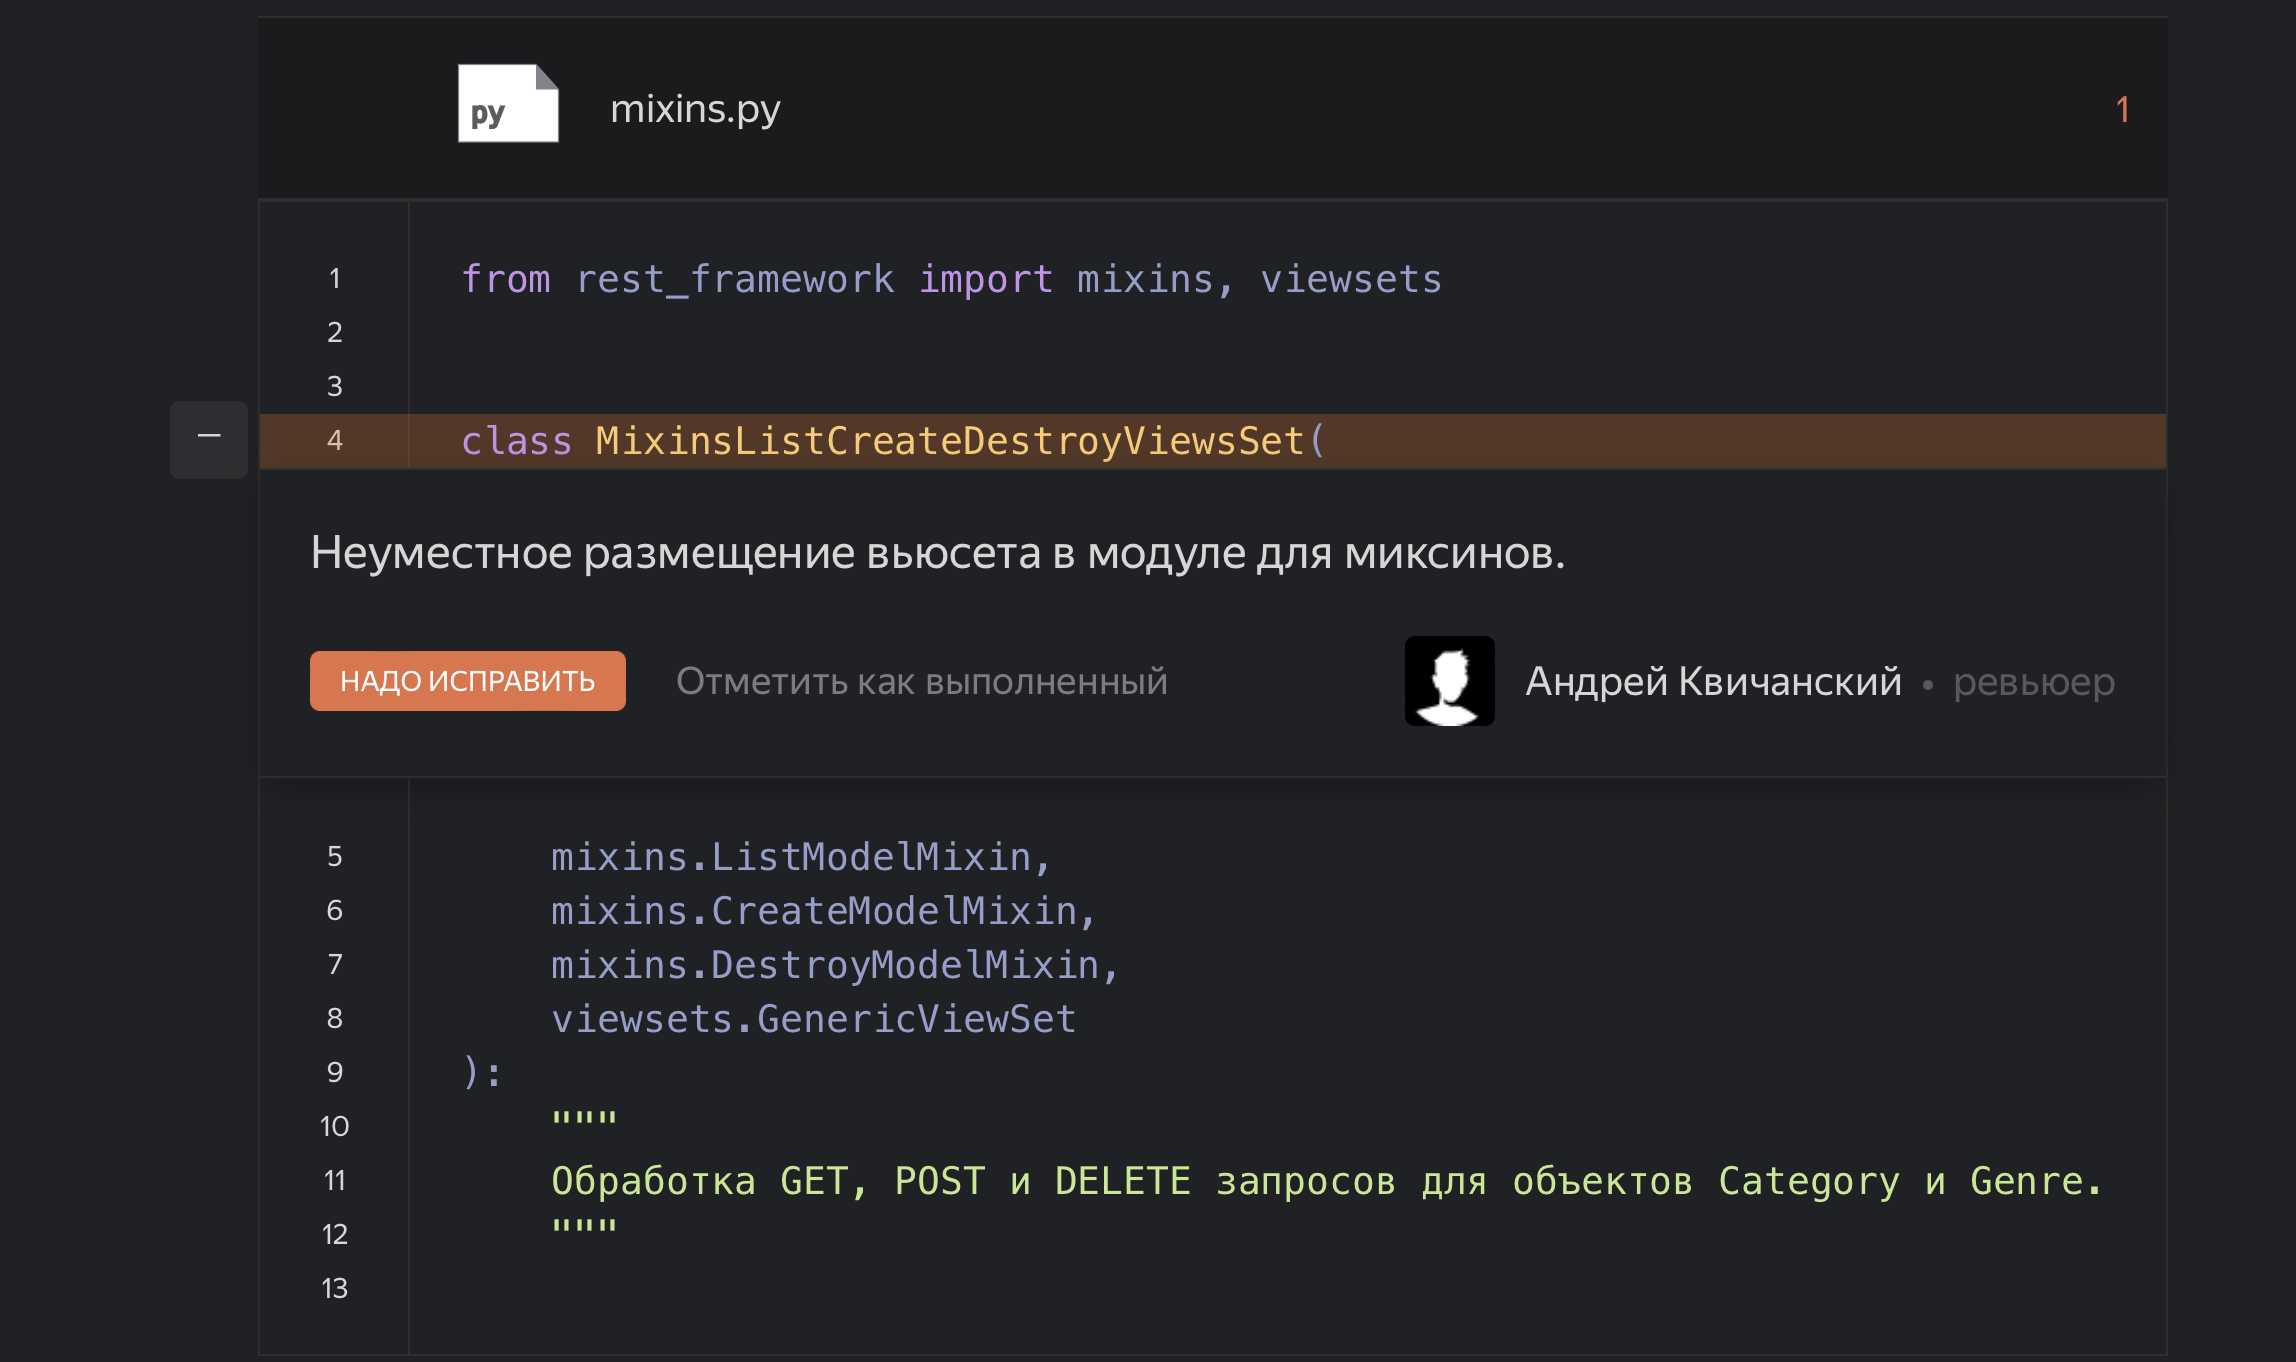 py mixins.py 1
1 from rest_framework import mixins, viewsets
2
3
4 class MixinsListCreateDestroyViewsSet(
Неуместное размещение вьюсета в модуле для миксинов.
НАДО ИСПРАВИТЬ Отметить как выполненный Андрей Квичанский • ревьюер
5 mixins.ListModelMixin,
6 mixins.CreateModelMixin,
7 mixins.DestroyModelMixin,
8 viewsets.GenericViewSet
9 ):
10 """
11 Обработка GET, POST и DELETE запросов для объектов Category и Genre.
12 """
13